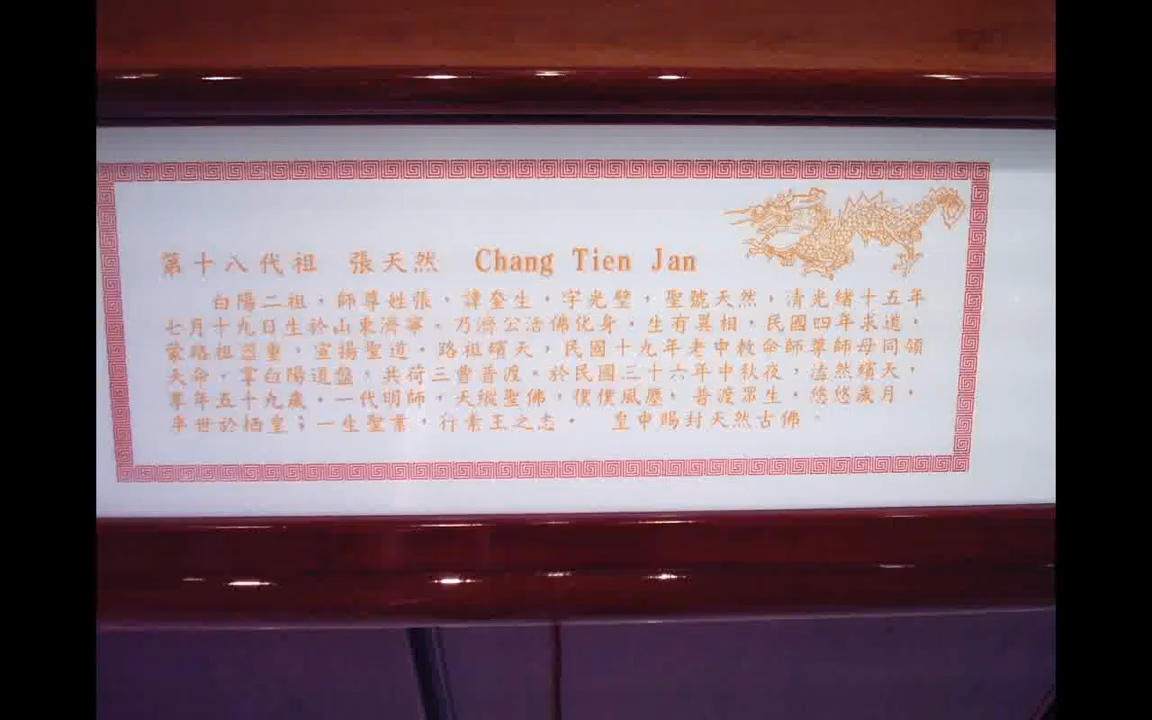 第十八代祖 張天然 Chang Tien Jan
白陽二祖，師尊姓張，諱奎生，字光璧，聖號天然，清光緒十五年
七月十九日生於山東濟寧。乃濟公活佛化身，生有異相，民國四年求道，
蒙路祖器重，宣揚聖道。路祖殯天，民國十九年老中敕命師尊師母同領
天命，掌白陽道盤，共荷三曹普渡。於民國三十六年中秋夜，溘然殯天，
享年五十九歲。一代明師，天縱聖佛，僕僕風塵，普渡眾生。悠悠歲月，
率世於栖皇；一生聖業，行素王之志。 皇中賜封天然古佛。